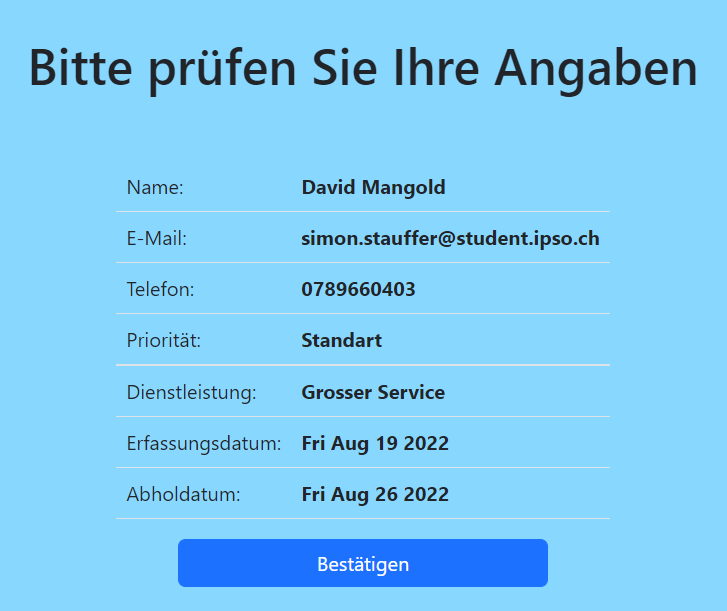 Bitte prüfen Sie Ihre Angaben
Name: David Mangold
E-Mail: simon.stauffer@student.ipso.ch
Telefon: 0789660403
Priorität: Standart
Dienstleistung: Grosser Service
Erfassungsdatum: Fri Aug 19 2022
Abholdatum: Fri Aug 26 2022
Bestätigen